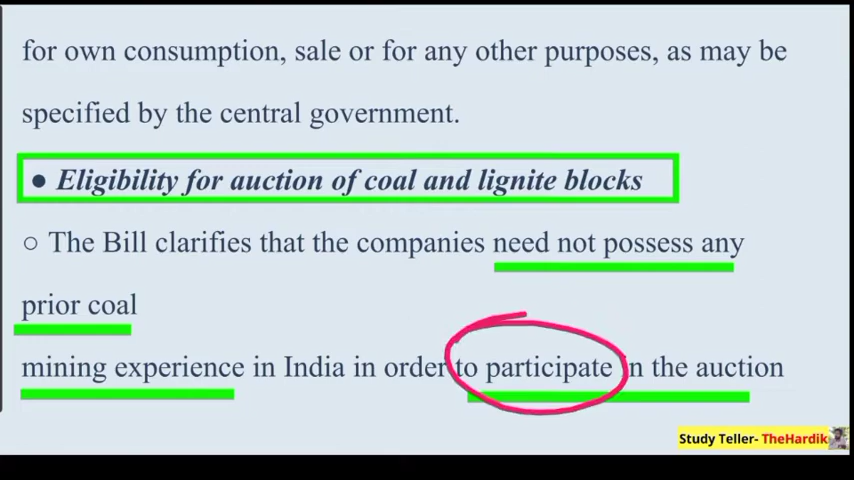 for own consumption, sale or for any other purposes, as may be
specified by the central government.
● Eligibility for auction of coal and lignite blocks
○ The Bill clarifies that the companies need not possess any
prior coal
mining experience in India in order to participate in the auction
Study Teller- TheHardik